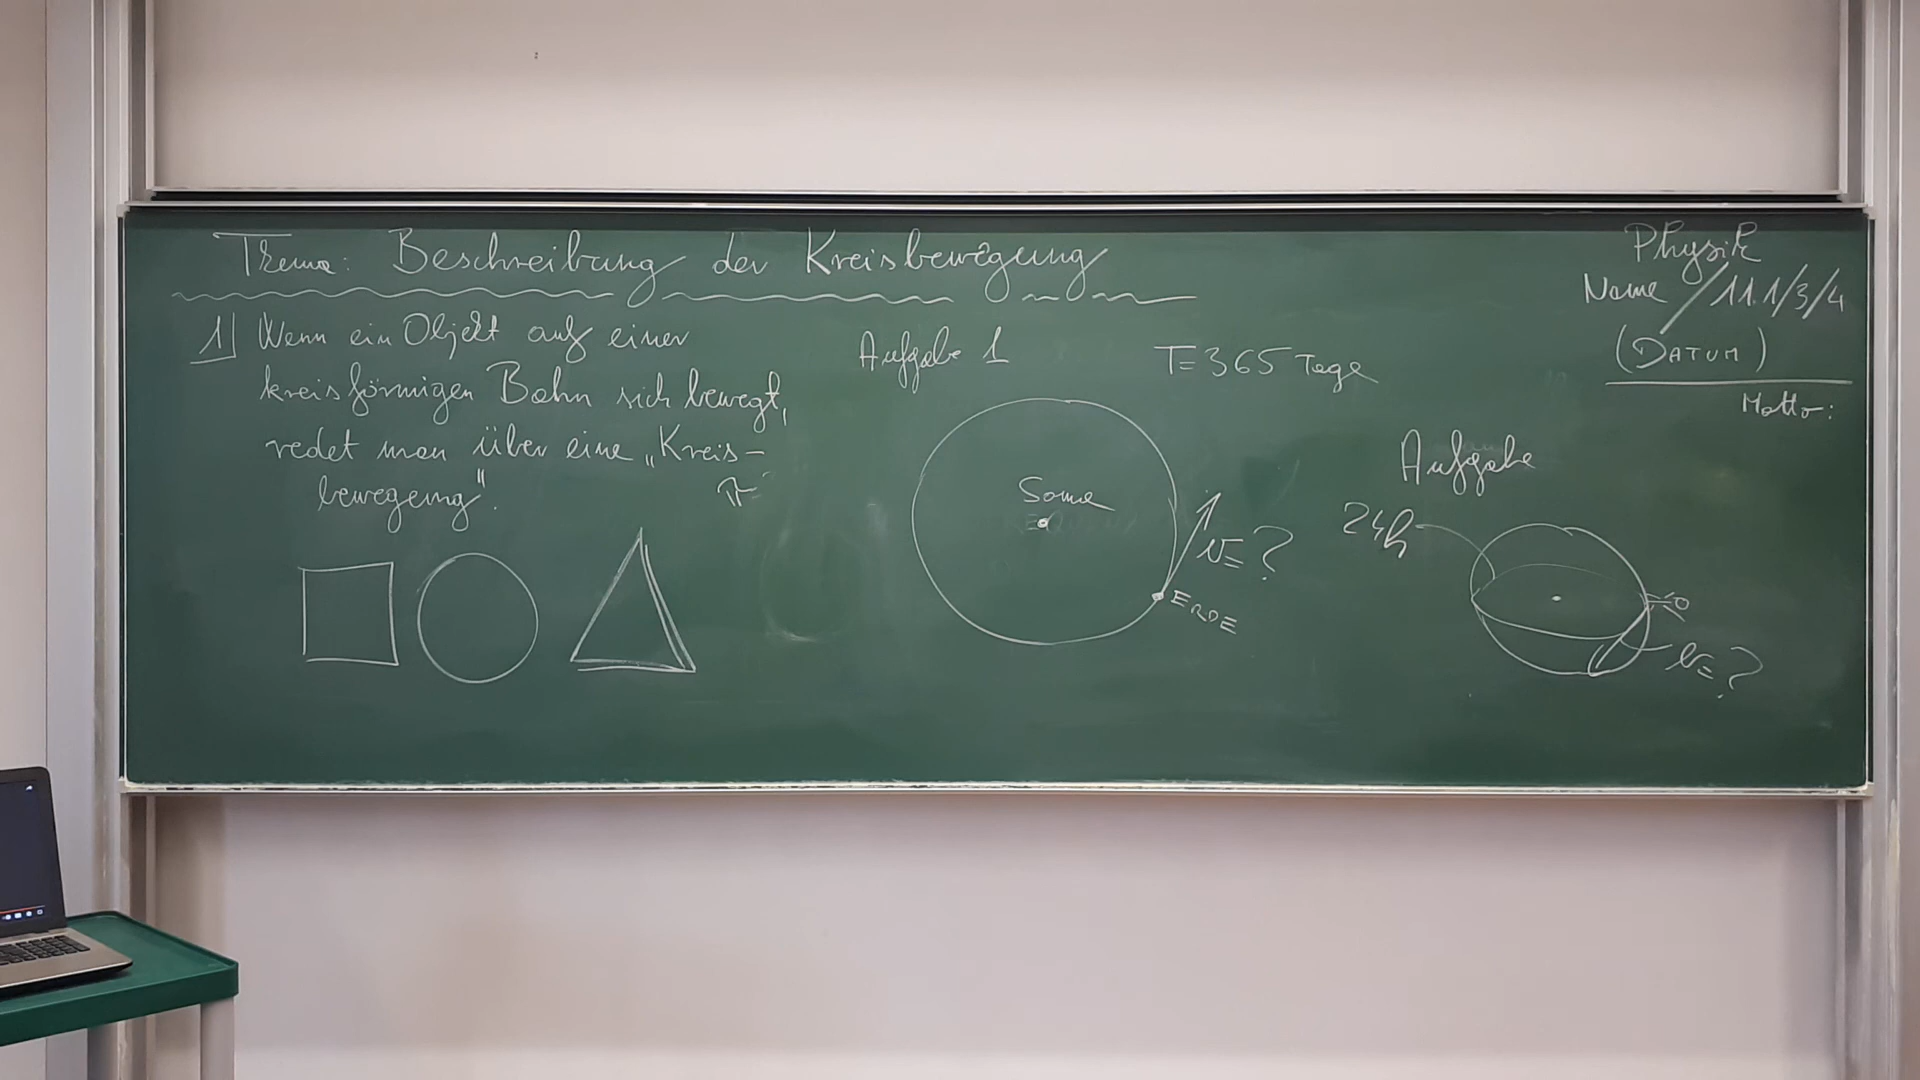 Thema: Beschreibung der Kreisbewegung
1) Wenn ein Objekt auf einer
kreisförmigen Bahn sich bewegt,
redet man über eine „Kreis-
bewegung".
Aufgabe 1
T=365 Tage
Sonne
v=?
ERDE
Physik
Name / 11.1/3/4
(DATUM)
Motto:
Aufgabe
24h
v=?